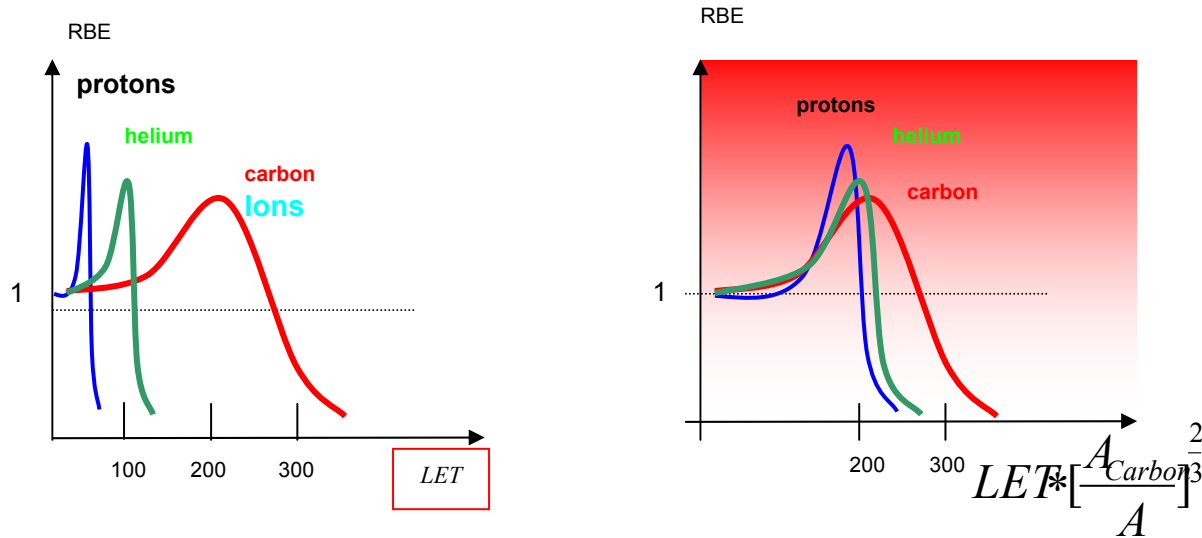 RBE
protons
helium
carbon
Ions
1
100 200 300
LET
RBE
protons
helium
carbon
1
200 300
LET*[A_Carbon/A]^2/3